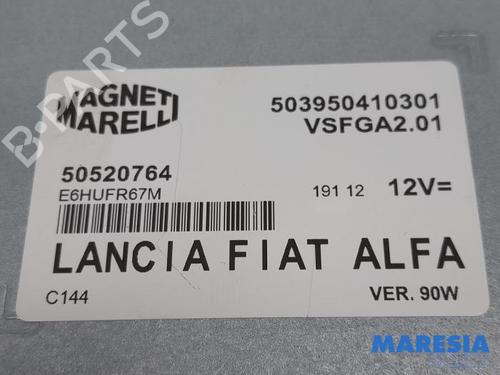 MAGNETI
MARELLI
503950410301
VSFGA2.01
50520764
E6HUFR67M
191 12 12V=
LANCIA FIAT ALFA
C144
VER. 90W
B-PARTS
MARESIA